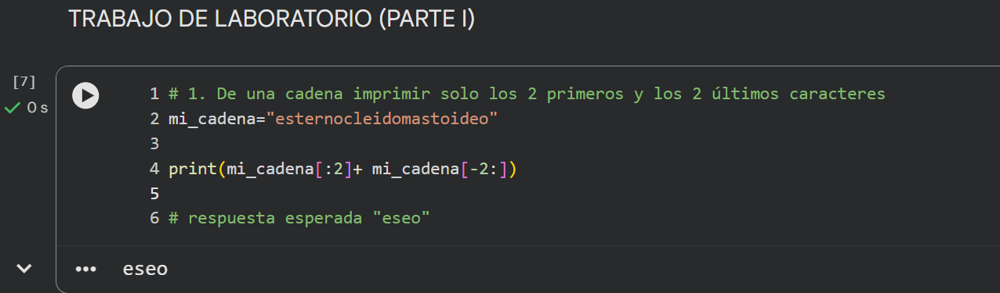 TRABAJO DE LABORATORIO (PARTE I)
[7]
0 s
1 # 1. De una cadena imprimir solo los 2 primeros y los 2 últimos caracteres
2 mi_cadena="esternocleidomastoideo"
3
4 print(mi_cadena[:2]+ mi_cadena[-2:])
5
6 # respuesta esperada "eseo"
eseo